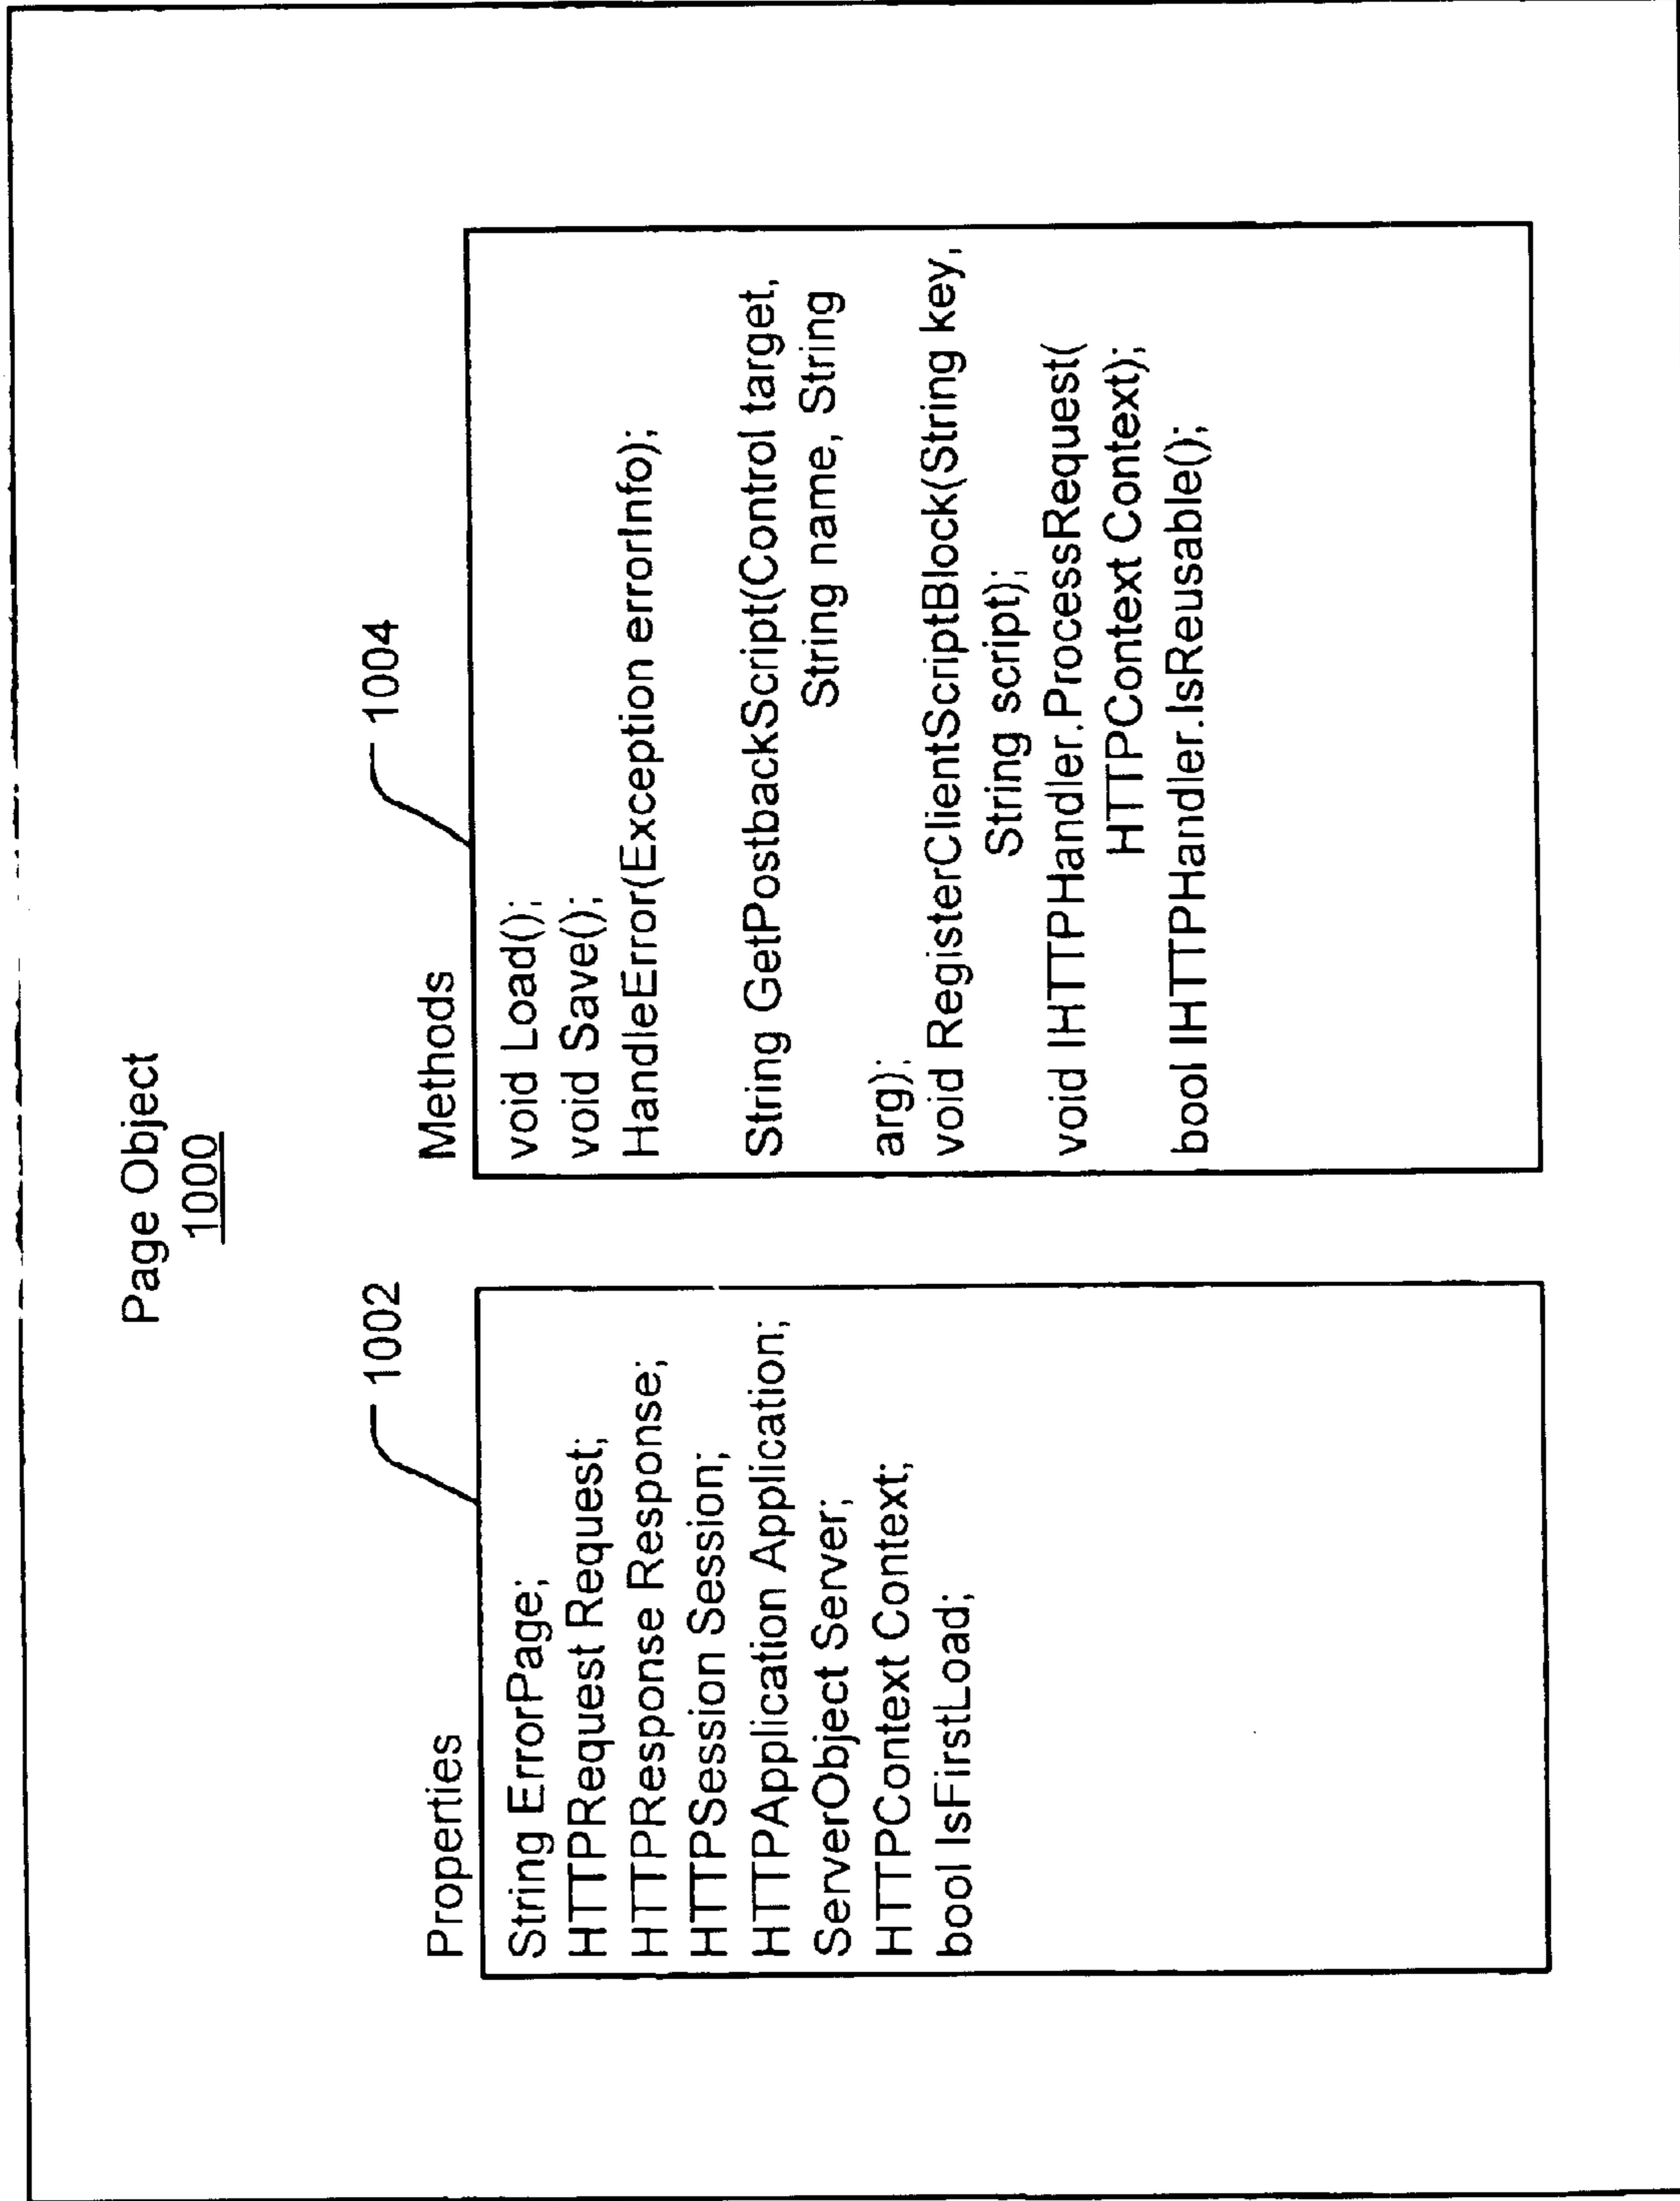 Page Object
1000
1002
Properties
String ErrorPage;
HTTPRequest Request;
HTTPResponse Response;
HTTPSession Session;
HTTPApplication Application;
ServerObject Server;
HTTPContext Context;
bool IsFirstLoad;
1004
Methods
void Load();
void Save();
HandleError(Exception errorInfo);
String GetPostbackScript(Control target,
String name, String
arg);
void RegisterClientScriptBlock(String key,
String script);
void IHTTPHandler.ProcessRequest(
HTTPContext Context);
bool IHTTPHandler.IsReusable();